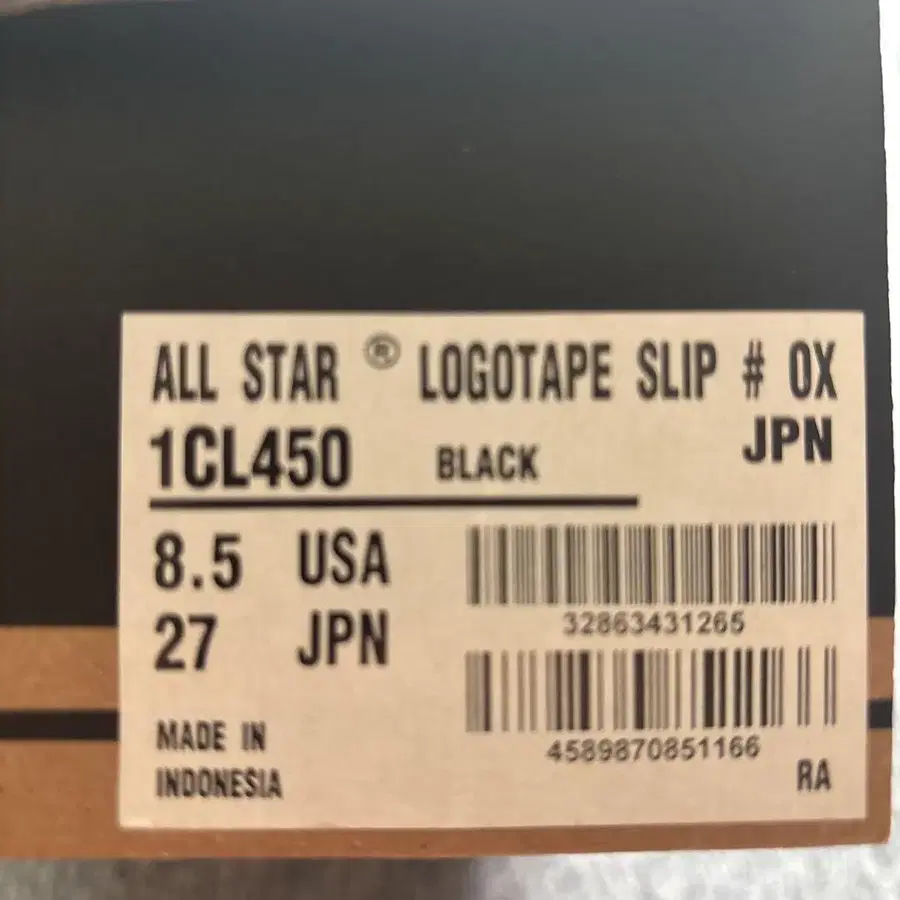 ALL STAR ® LOGOTAPE SLIP # OX
1CL450 BLACK JPN
8.5 USA
27 JPN
32863431265
4589870851166
MADE IN
INDONESIA
RA